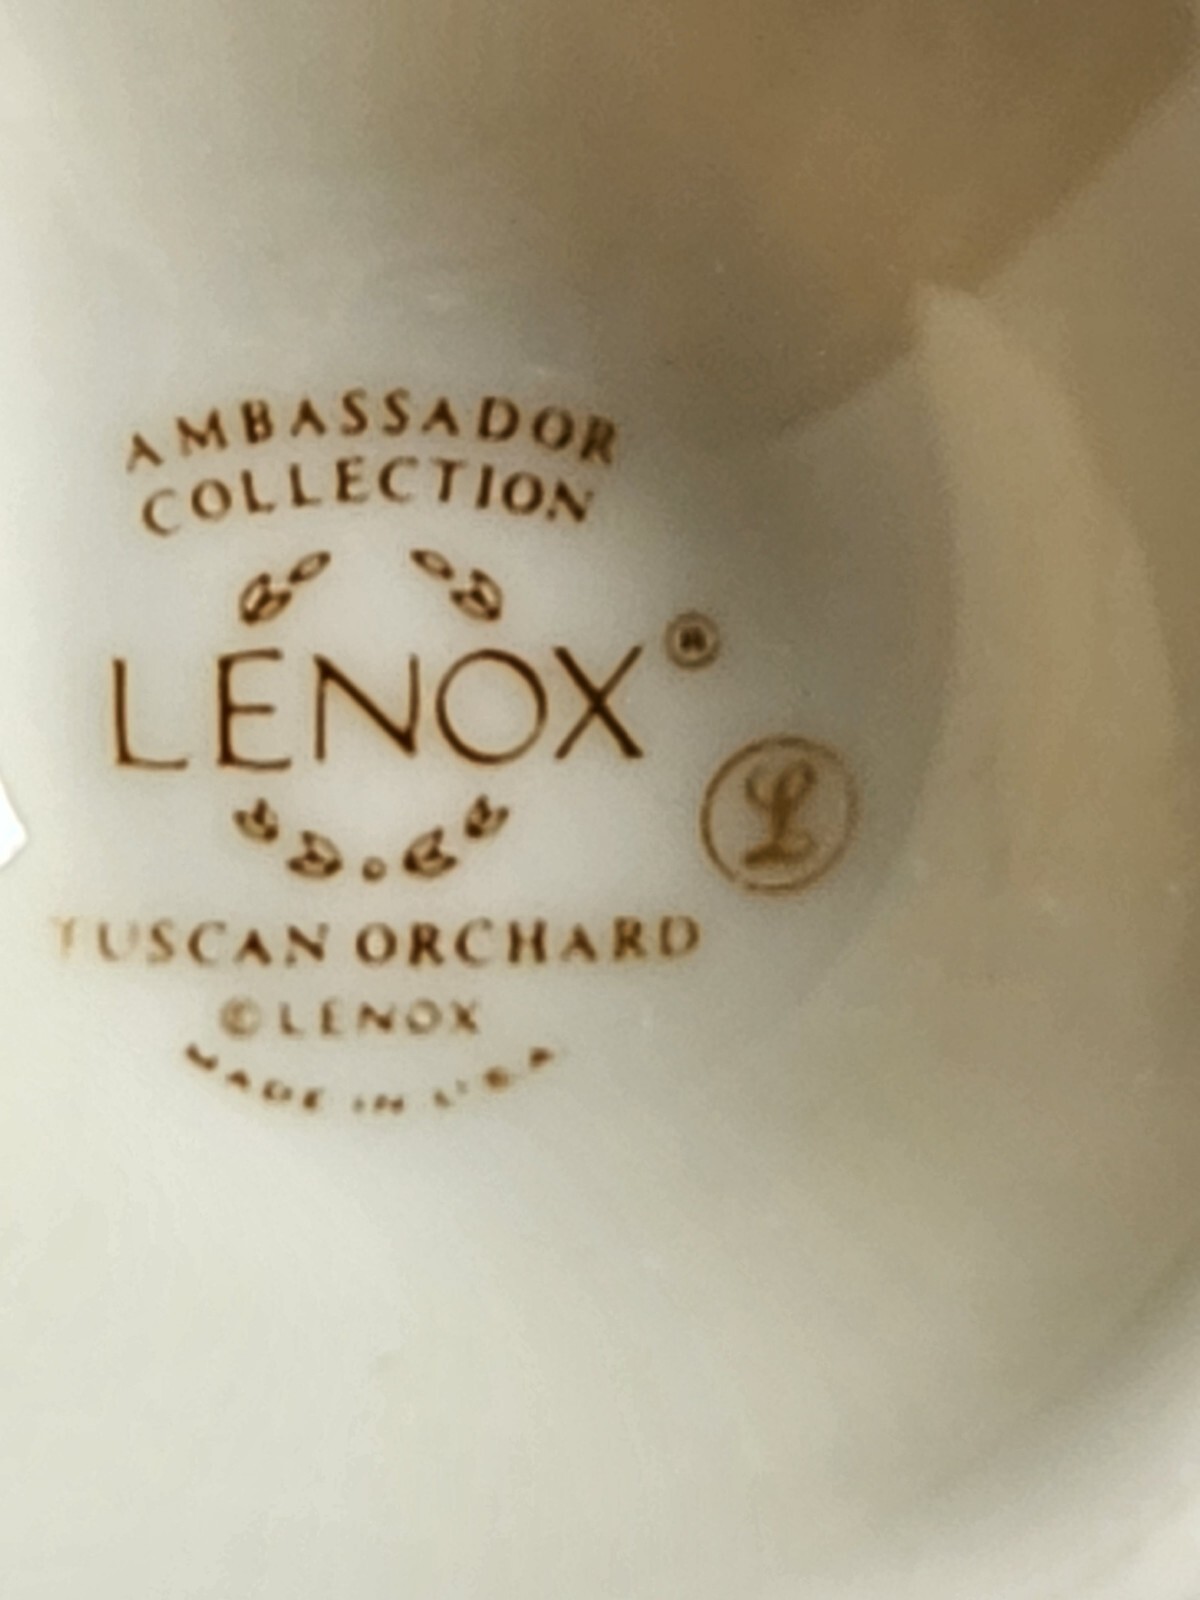 AMBASSADOR
COLLECTION
LENOX®
L
TUSCAN ORCHARD
© LENOX
MADE IN U.S.A